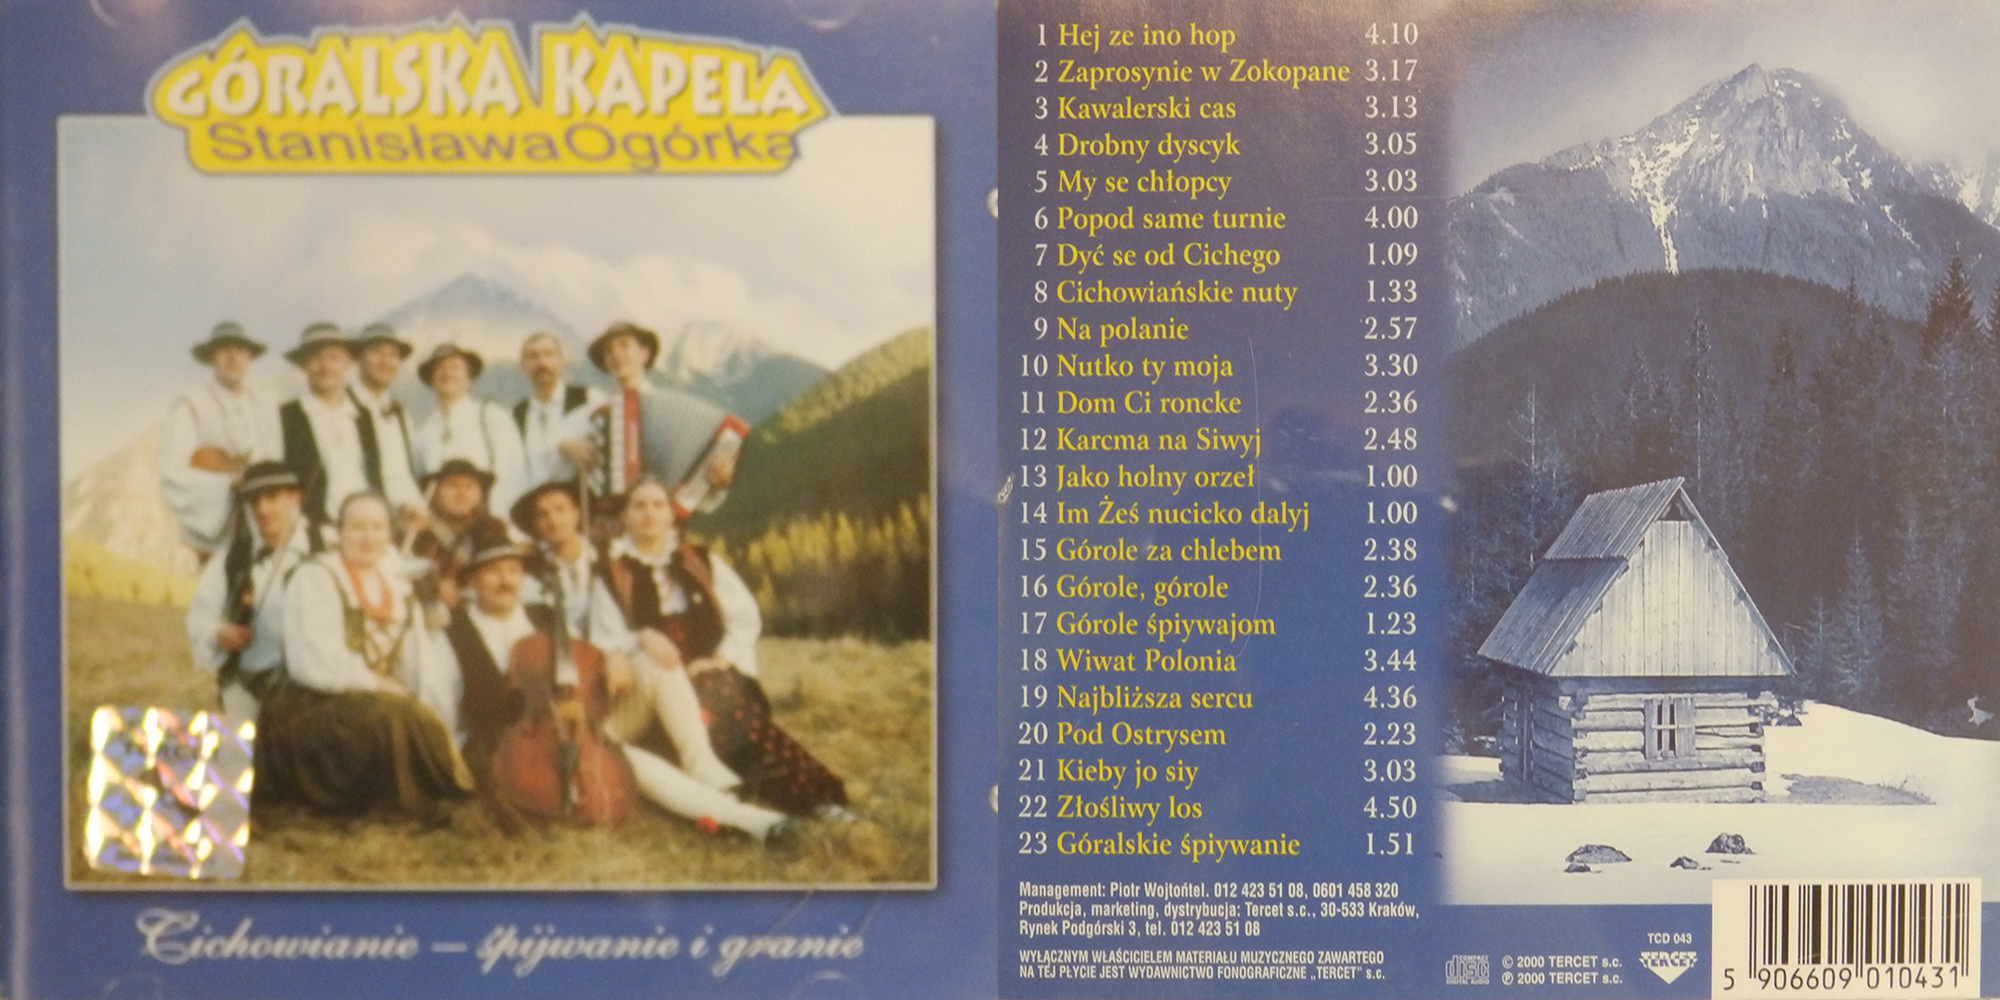 GÓRALSKA KAPELA
Stanisława Ogórka
TERCET
Cichowianie – śpijwanie i granie
1 Hej ze ino hop 4.10
2 Zaprosynie w Zokopane 3.17
3 Kawalerski cas 3.13
4 Drobny dyscyk 3.05
5 My se chłopcy 3.03
6 Popod same turnie 4.00
7 Dyć se od Cichego 1.09
8 Cichowiańskie nuty 1.33
9 Na polanie 2.57
10 Nutko ty moja 3.30
11 Dom Ci roncke 2.36
12 Karcma na Siwyj 2.48
13 Jako holny orzeł 1.00
14 Im Żeś nucicko dalyj 1.00
15 Górole za chlebem 2.38
16 Górole, górole 2.36
17 Górole śpiywajom 1.23
18 Wiwat Polonia 3.44
19 Najbliższa sercu 4.36
20 Pod Ostrysem 2.23
21 Kieby jo siy 3.03
22 Złośliwy los 4.50
23 Góralskie śpiywanie 1.51
Management: Piotr Wojtońtel. 012 423 51 08, 0601 458 320
Produkcja, marketing, dystrybucja: Tercet s.c., 30-533 Kraków,
Rynek Podgórski 3, tel. 012 423 51 08
WYŁĄCZNYM WŁAŚCICIELEM MATERIAŁU MUZYCZNEGO ZAWARTEGO
NA TEJ PŁYCIE JEST WYDAWNICTWO FONOGRAFICZNE „TERCET" s.c.
COMPACT
disc
DIGITAL AUDIO
© 2000 TERCET s.c.
℗ 2000 TERCET s.c.
TCD 043
TERCET
5 906609 010431